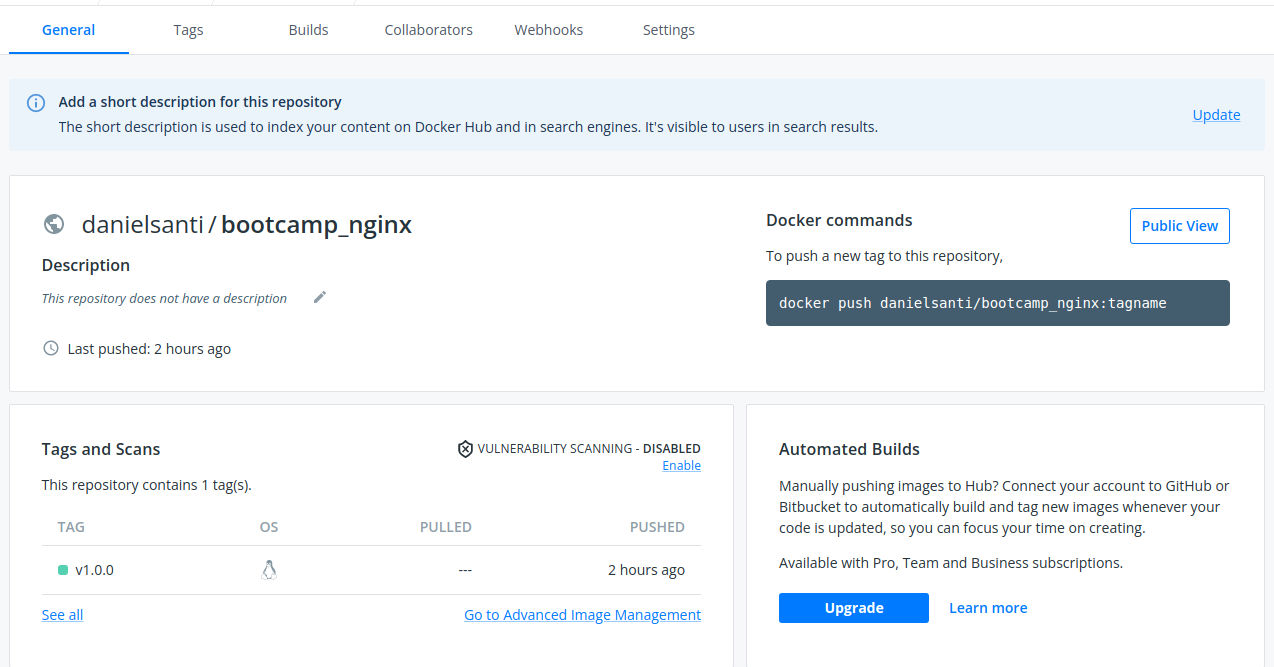 General Tags Builds Collaborators Webhooks Settings
Add a short description for this repository
The short description is used to index your content on Docker Hub and in search engines. It's visible to users in search results.
Update
danielsanti / bootcamp_nginx
Description
This repository does not have a description
Last pushed: 2 hours ago
Docker commands
Public View
To push a new tag to this repository,
docker push danielsanti/bootcamp_nginx:tagname
Tags and Scans
VULNERABILITY SCANNING - DISABLED
Enable
This repository contains 1 tag(s).
TAG OS PULLED PUSHED
v1.0.0 --- 2 hours ago
See all Go to Advanced Image Management
Automated Builds
Manually pushing images to Hub? Connect your account to GitHub or
Bitbucket to automatically build and tag new images whenever your
code is updated, so you can focus your time on creating.
Available with Pro, Team and Business subscriptions.
Upgrade Learn more